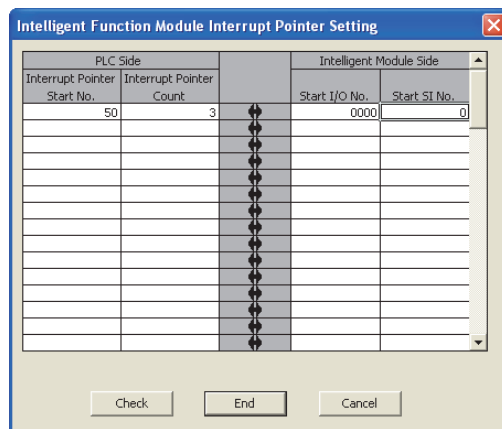 Intelligent Function Module Interrupt Pointer Setting
PLC Side
Intelligent Module Side
Interrupt Pointer Start No.
Interrupt Pointer Count
Start I/O No.
Start SI No.
50
3
0000
0
Check
End
Cancel